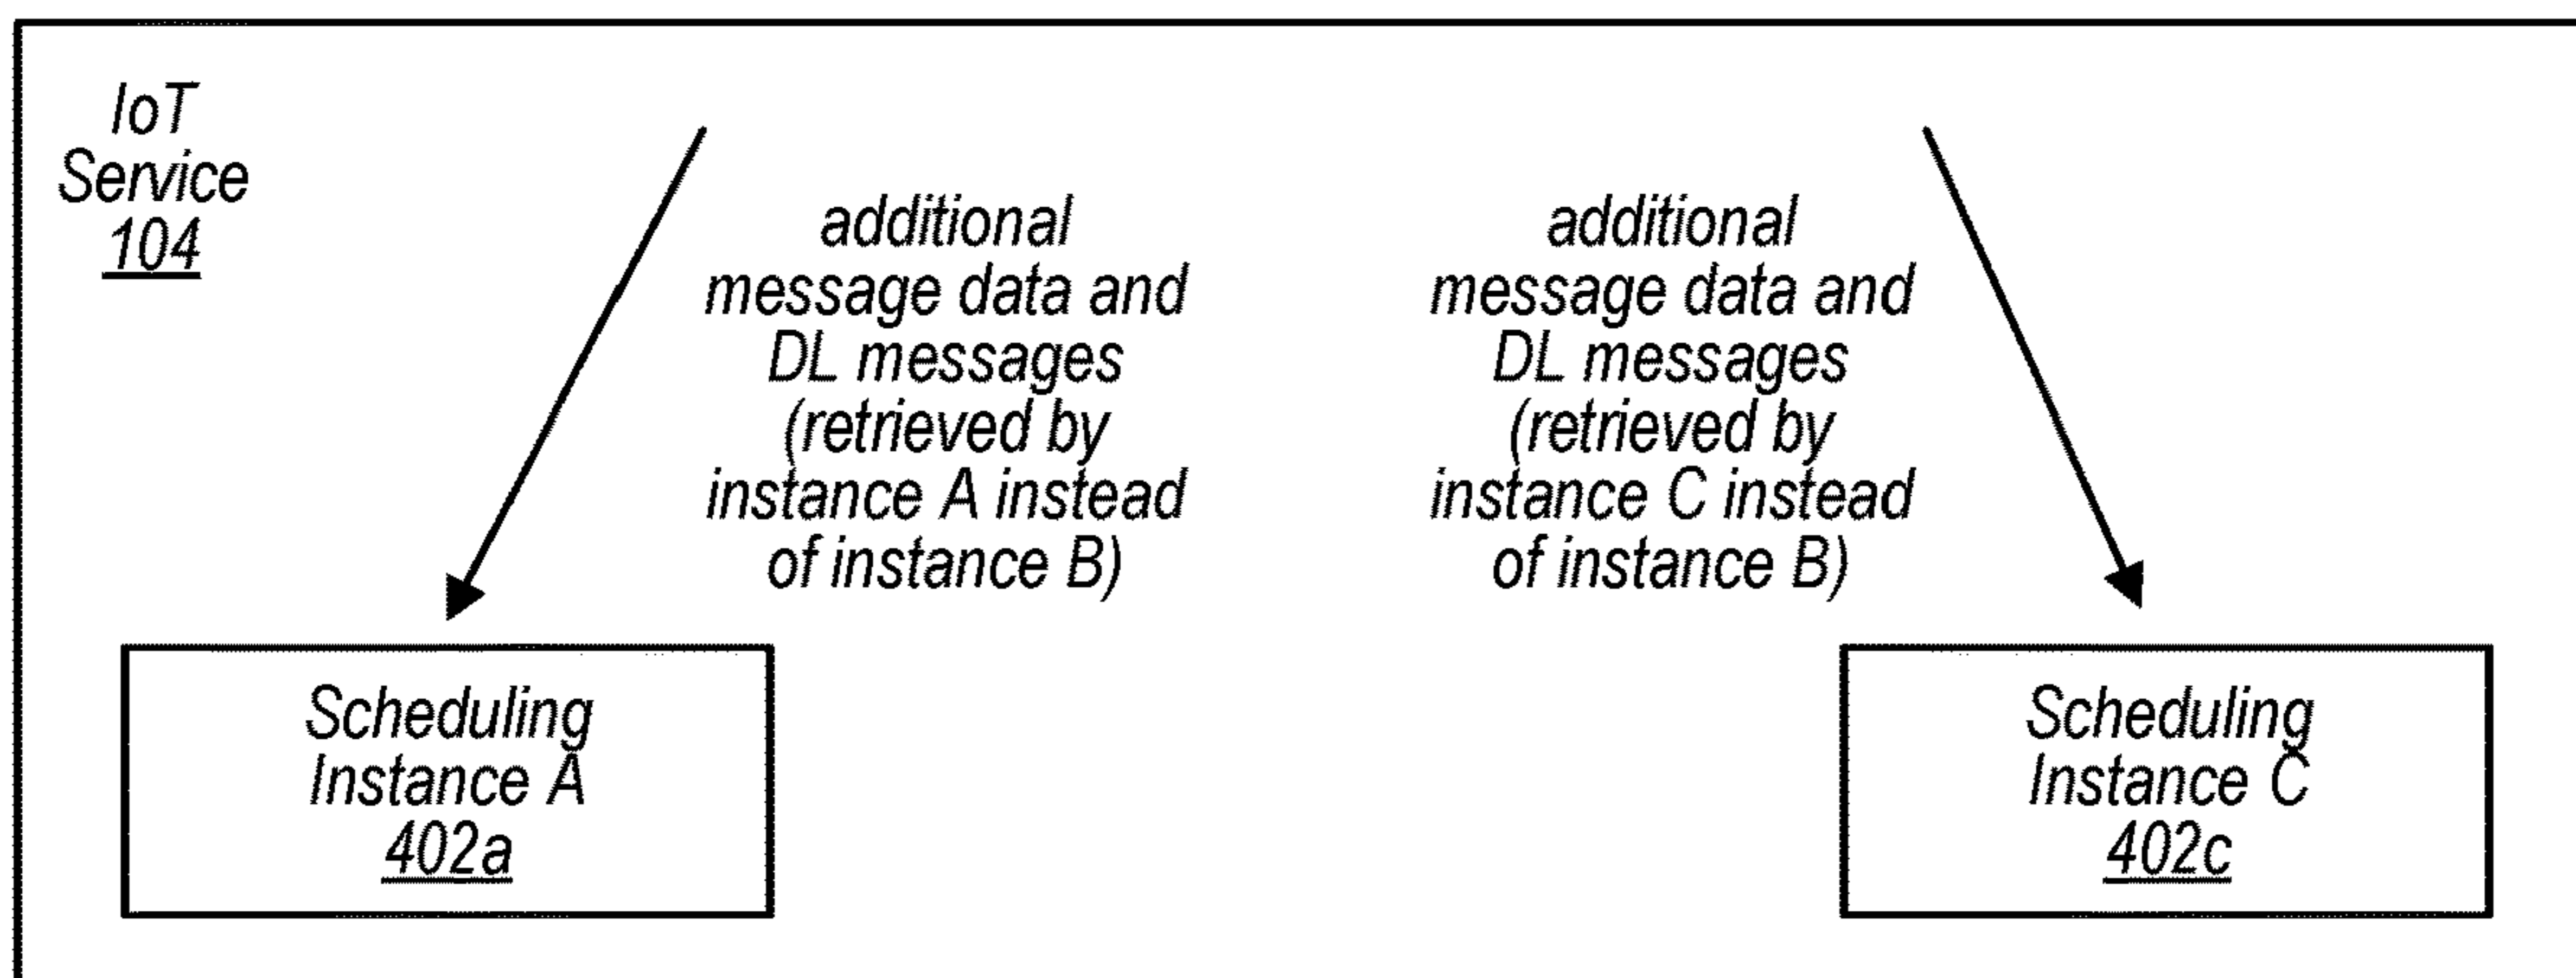 IoT
Service
104
additional
message data and
DL messages
(retrieved by
instance A instead
of instance B)
additional
message data and
DL messages
(retrieved by
instance C instead
of instance B)
Scheduling
Instance A
402a
Scheduling
Instance C
402c